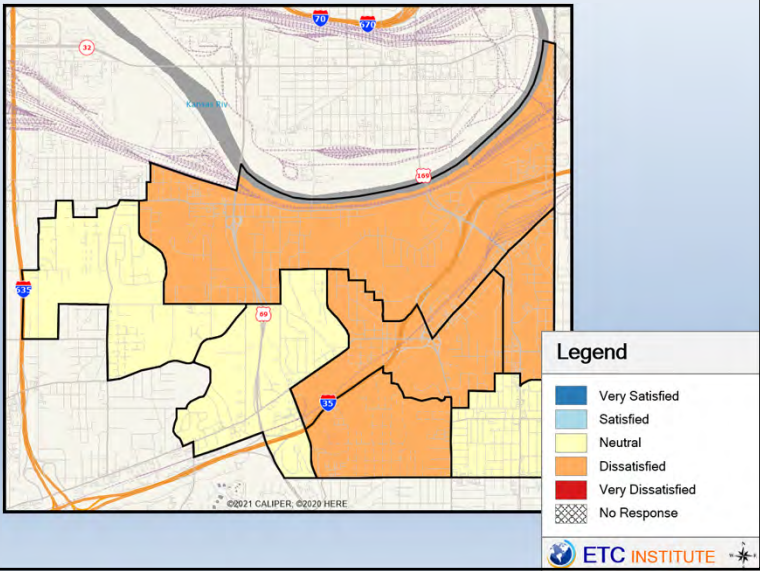 70
670
32
Kansas Riv
169
635
69
35
©2021 CALIPER; ©2020 HERE
Legend
Very Satisfied
Satisfied
Neutral
Dissatisfied
Very Dissatisfied
No Response
ETC INSTITUTE